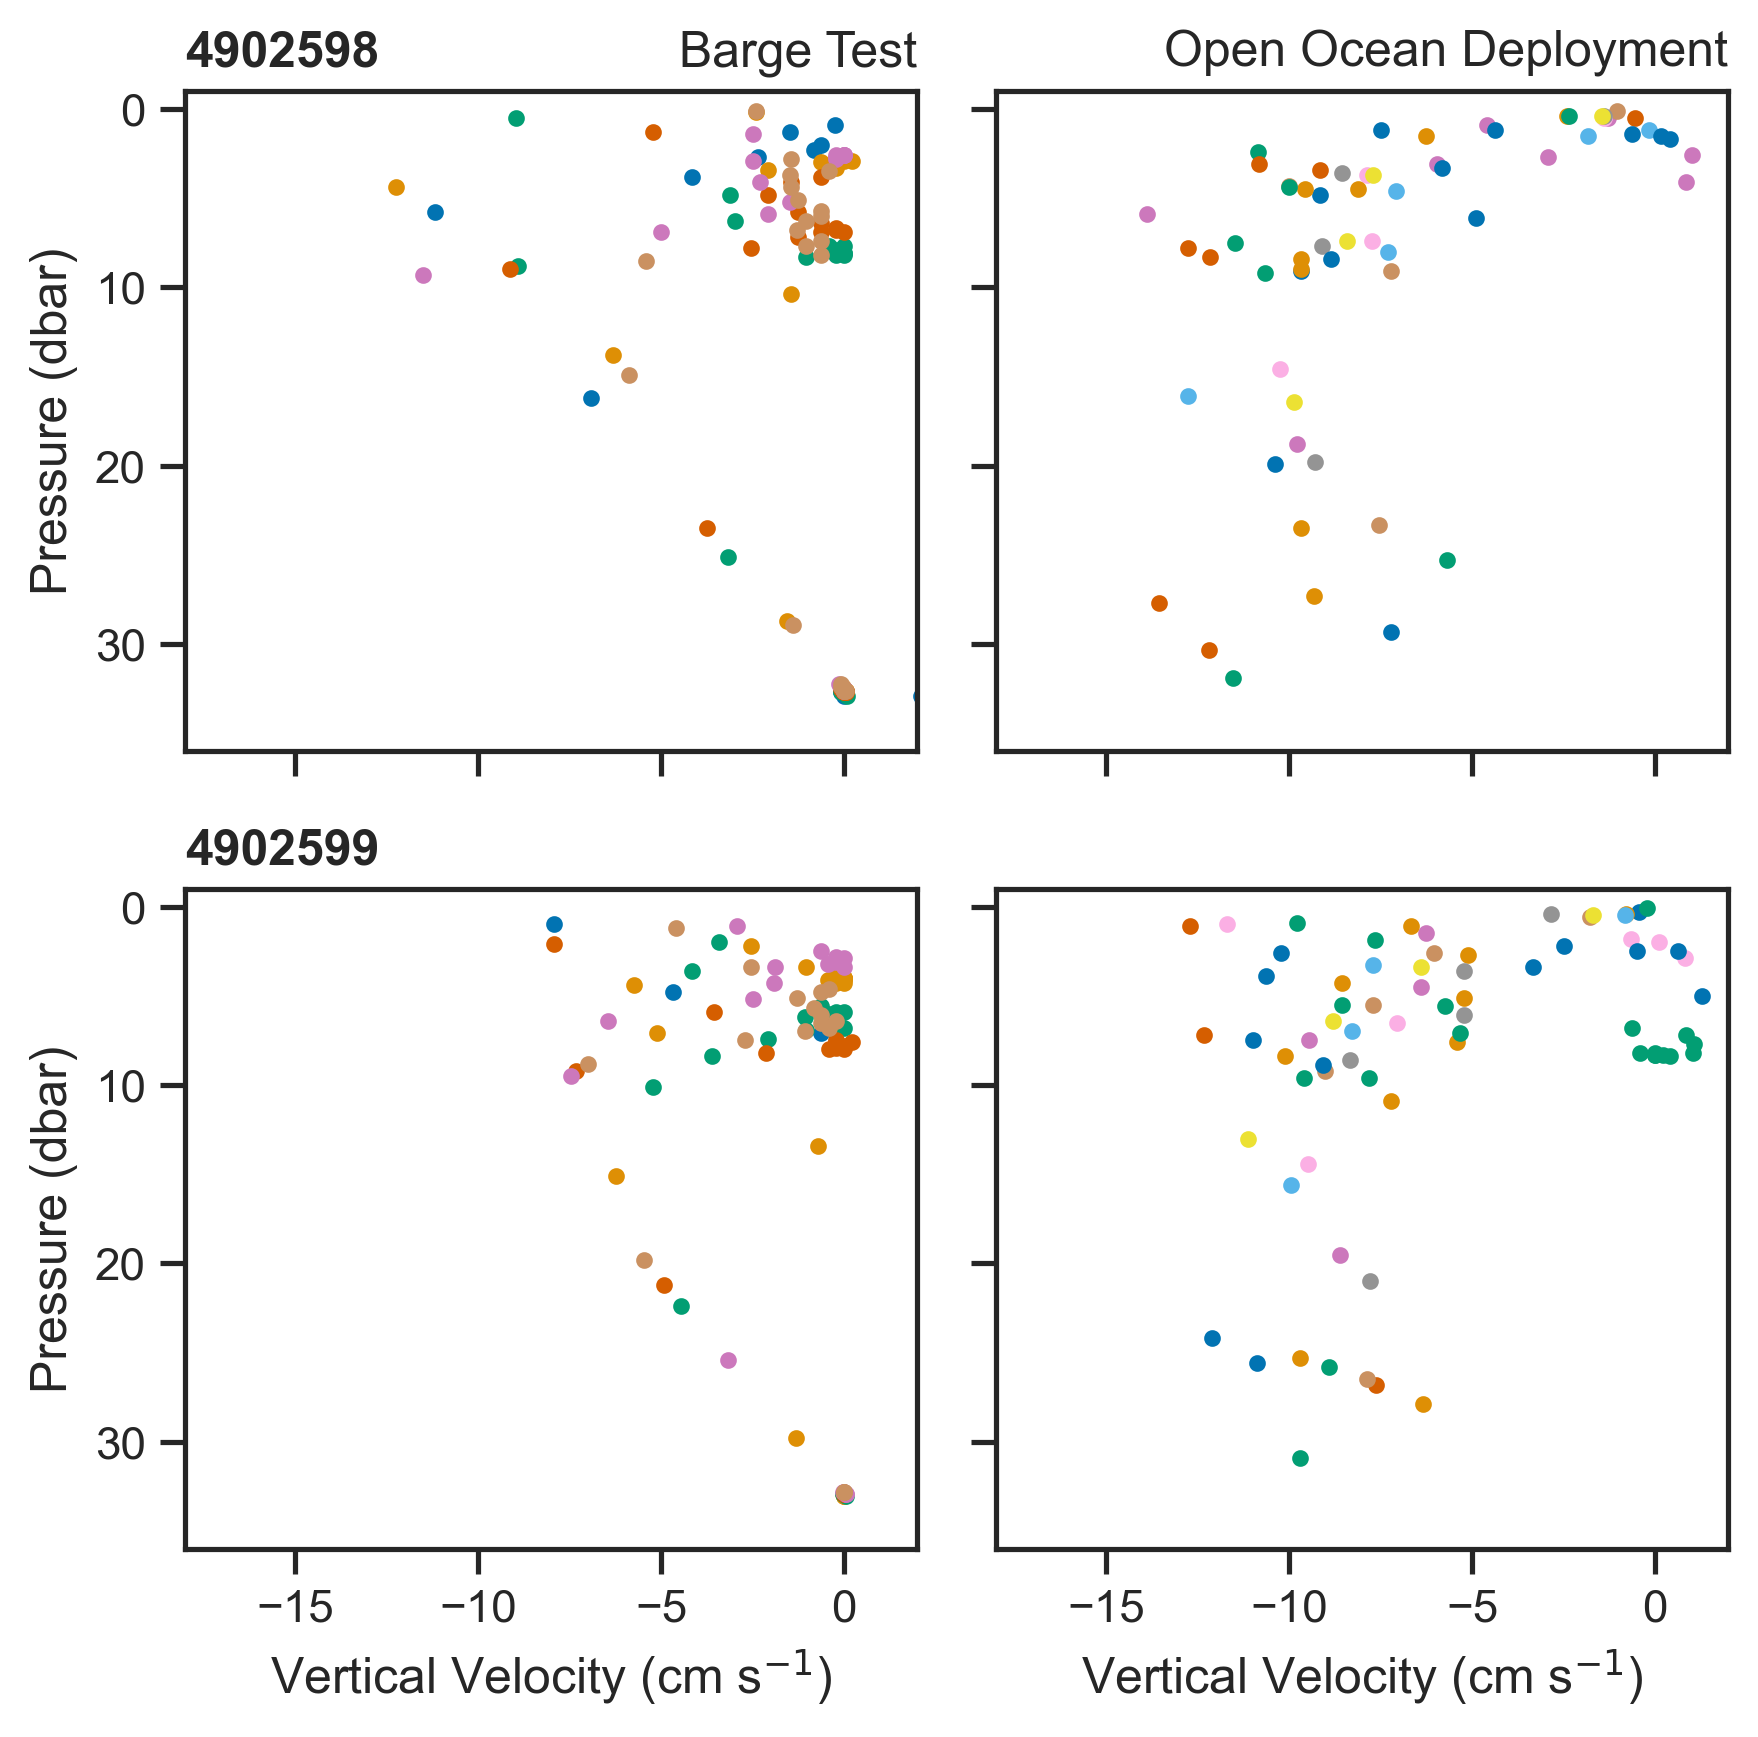 4902598 Barge Test Open Ocean Deployment
0
10
20
30
Pressure (dbar)
4902599
0
10
20
30
Pressure (dbar)
−15 −10 −5 0 −15 −10 −5 0
Vertical Velocity (cm s⁻¹) Vertical Velocity (cm s⁻¹)